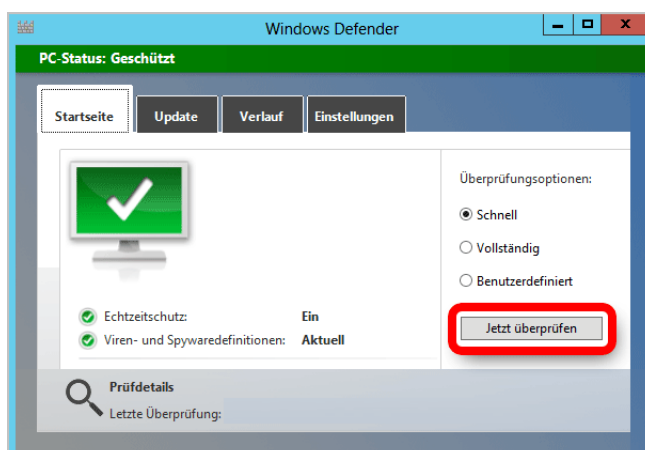 Windows Defender
PC-Status: Geschützt
Startseite Update Verlauf Einstellungen
Überprüfungsoptionen:
Schnell
Vollständig
Benutzerdefiniert
Jetzt überprüfen
Echtzeitschutz: Ein
Viren- und Spywaredefinitionen: Aktuell
Prüfdetails
Letzte Überprüfung: